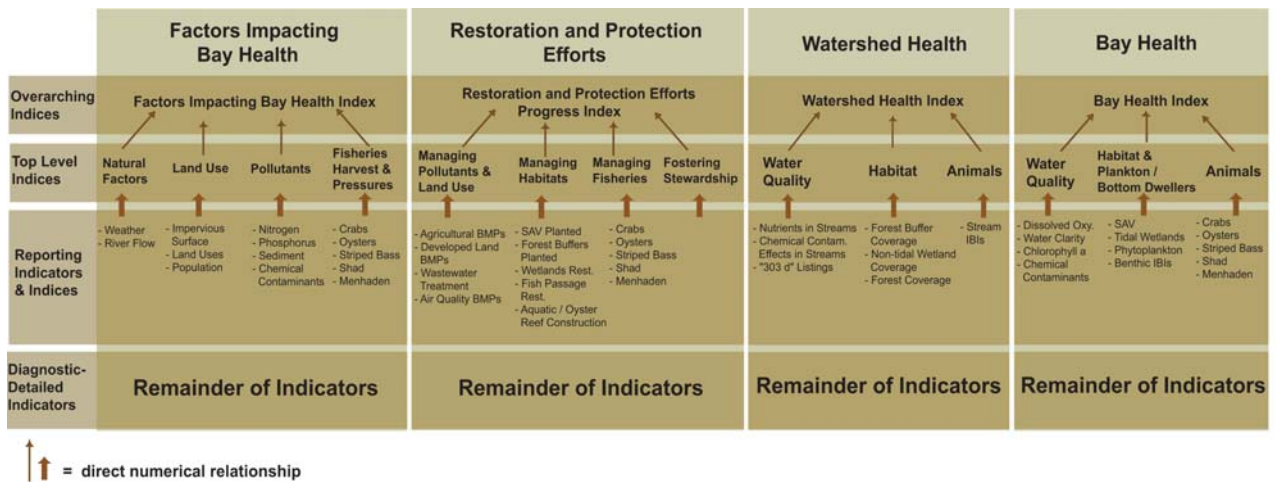 Factors Impacting
Bay Health
Restoration and Protection
Efforts
Watershed Health
Bay Health
Overarching
Indices
Factors Impacting Bay Health Index
Restoration and Protection Efforts
Progress Index
Watershed Health Index
Bay Health Index
Top Level
Indices
Natural
Factors
Land Use
Pollutants
Fisheries
Harvest &
Pressures
Managing
Pollutants &
Land Use
Managing
Habitats
Managing
Fisheries
Fostering
Stewardship
Water
Quality
Habitat
Animals
Water
Quality
Habitat &
Plankton /
Bottom Dwellers
Animals
Reporting
Indicators
& Indices
- Weather
- River Flow
- Impervious
Surface
- Land Uses
- Population
- Nitrogen
- Phosphorus
- Sediment
- Chemical
Contaminants
- Crabs
- Oysters
- Striped Bass
- Shad
- Menhaden
- Agricultural BMPs
- Developed Land
BMPs
- Wastewater
Treatment
- Air Quality BMPs
- SAV Planted
- Forest Buffers
Planted
- Wetlands Rest.
- Fish Passage
Rest.
- Aquatic / Oyster
Reef Construction
- Crabs
- Oysters
- Striped Bass
- Shad
- Menhaden
- Nutrients in Streams
- Chemical Contam.
Effects in Streams
- "303 d" Listings
- Forest Buffer
Coverage
- Non-tidal Wetland
Coverage
- Forest Coverage
- Stream
IBIs
- Dissolved Oxy.
- Water Clarity
- Chlorophyll a
- Chemical
Contaminants
- SAV
- Tidal Wetlands
- Phytoplankton
- Benthic IBIs
- Crabs
- Oysters
- Striped Bass
- Shad
- Menhaden
Diagnostic-
Detailed
Indicators
Remainder of Indicators
Remainder of Indicators
Remainder of Indicators
Remainder of Indicators
= direct numerical relationship